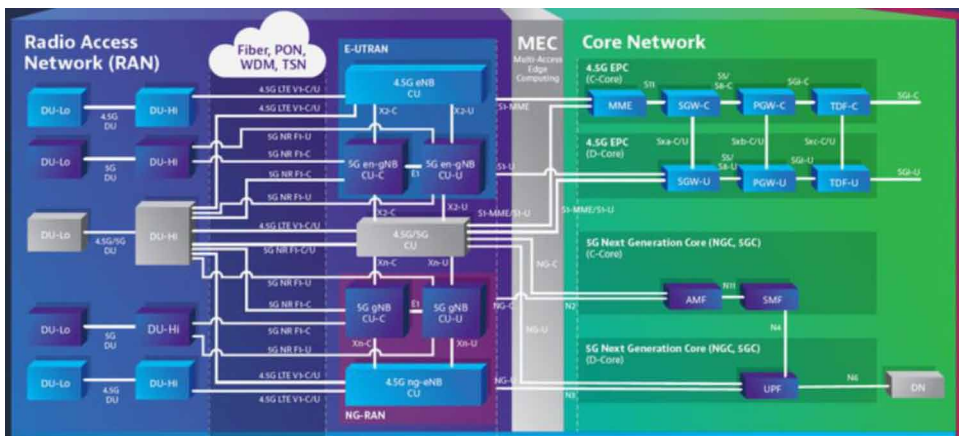 Radio Access
Network (RAN)
Fiber, PON,
WDM, TSN
E-UTRAN
MEC
Multi-Access
Edge
Computing
Core Network
4.5G EPC
(C-Core)
DU-Lo
4.5G
DU
DU-Hi
4.5G LTE V1-C/U
4.5G LTE V1-C/U
4.5G eNB
CU
S1-MME
MME
S11
SGW-C
S5/
S8-C
PGW-C
SGi-C
TDF-C
SGi-C
5G NR F1-U
X2-C
X2-U
Sxa-C/U
Sxb-C/U
Sxc-C/U
4.5G EPC
(D-Core)
DU-Lo
5G
DU
DU-Hi
5G NR F1-C
5G en-gNB
CU-C
E1
5G en-gNB
CU-U
S1-U
SGW-U
S5/
S8-U
PGW-U
SGi-U
TDF-U
SGi-U
5G NR F1-U
5G NR F1-C
X2-C
X2-U
S1-MME/S1-U
S1-MME/S1-U
DU-Lo
4.5G/5G
DU
DU-Hi
4.5G LTE V1-C/U
5G NR F1-C/U
4.5G/5G
CU
5G Next Generation Core (NGC, 5GC)
(C-Core)
Xn-C
Xn-U
NG-C
5G NR F1-U
5G NR F1-C
5G gNB
CU-C
E1
5G gNB
CU-U
NG-C
N2
AMF
N11
SMF
DU-Lo
5G
DU
DU-Hi
5G NR F1-C
5G NR F1-U
Xn-C
Xn-U
NG-U
N4
5G Next Generation Core (NGC, 5GC)
(D-Core)
DU-Lo
4.5G
DU
DU-Hi
4.5G LTE V1-C/U
4.5G LTE V1-C/U
4.5G ng-eNB
CU
NG-U
N3
UPF
N6
DN
NG-RAN